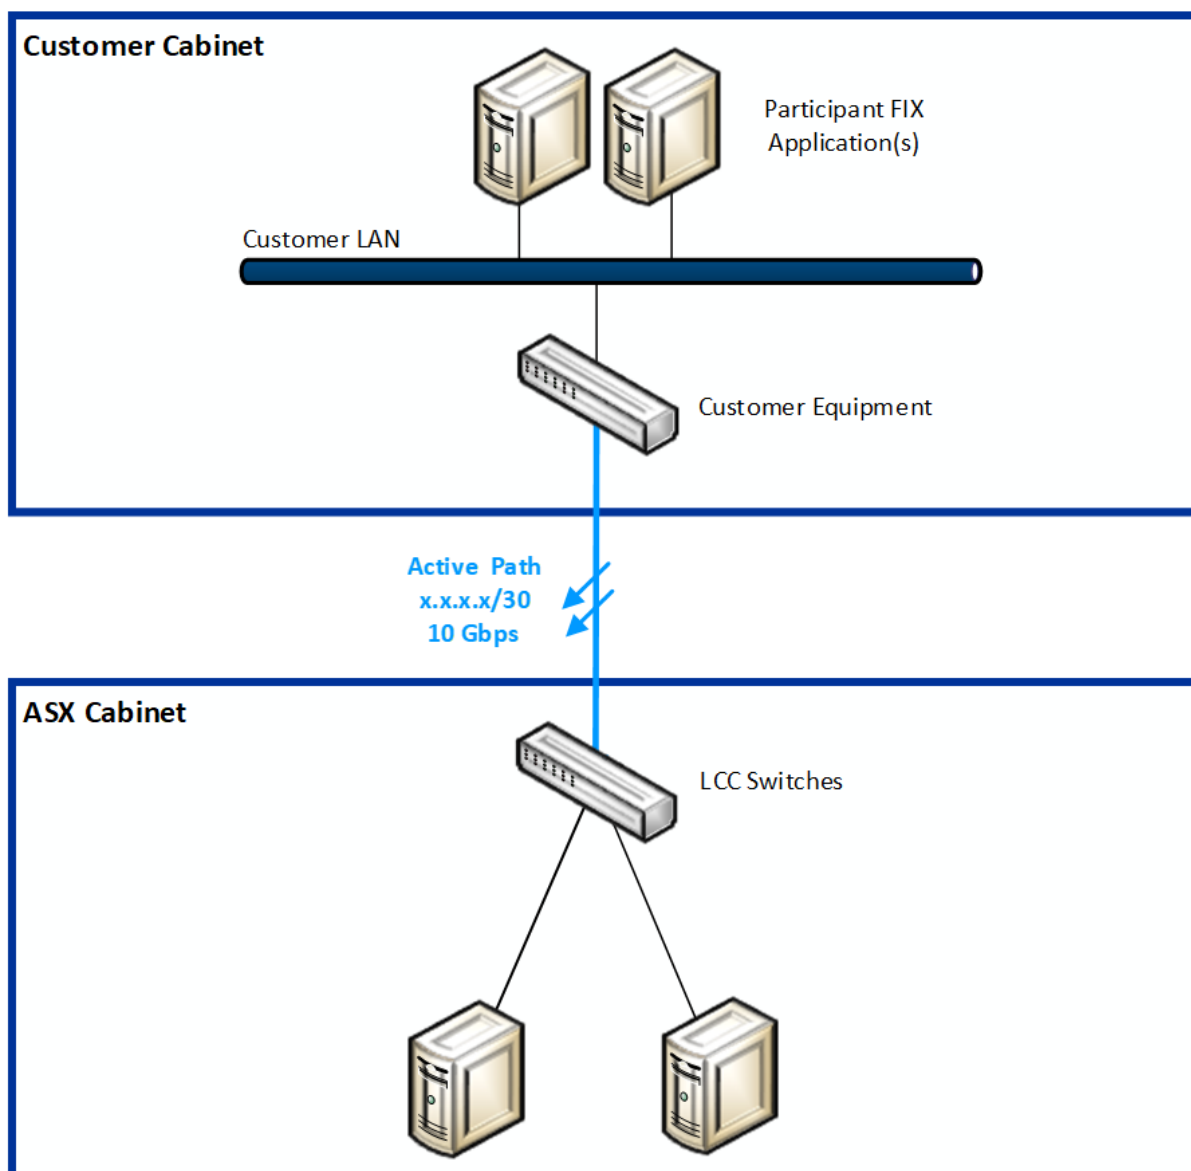 Customer Cabinet
Participant FIX
Application(s)
Customer LAN
Customer Equipment
Active Path
x.x.x.x/30
10 Gbps
ASX Cabinet
LCC Switches